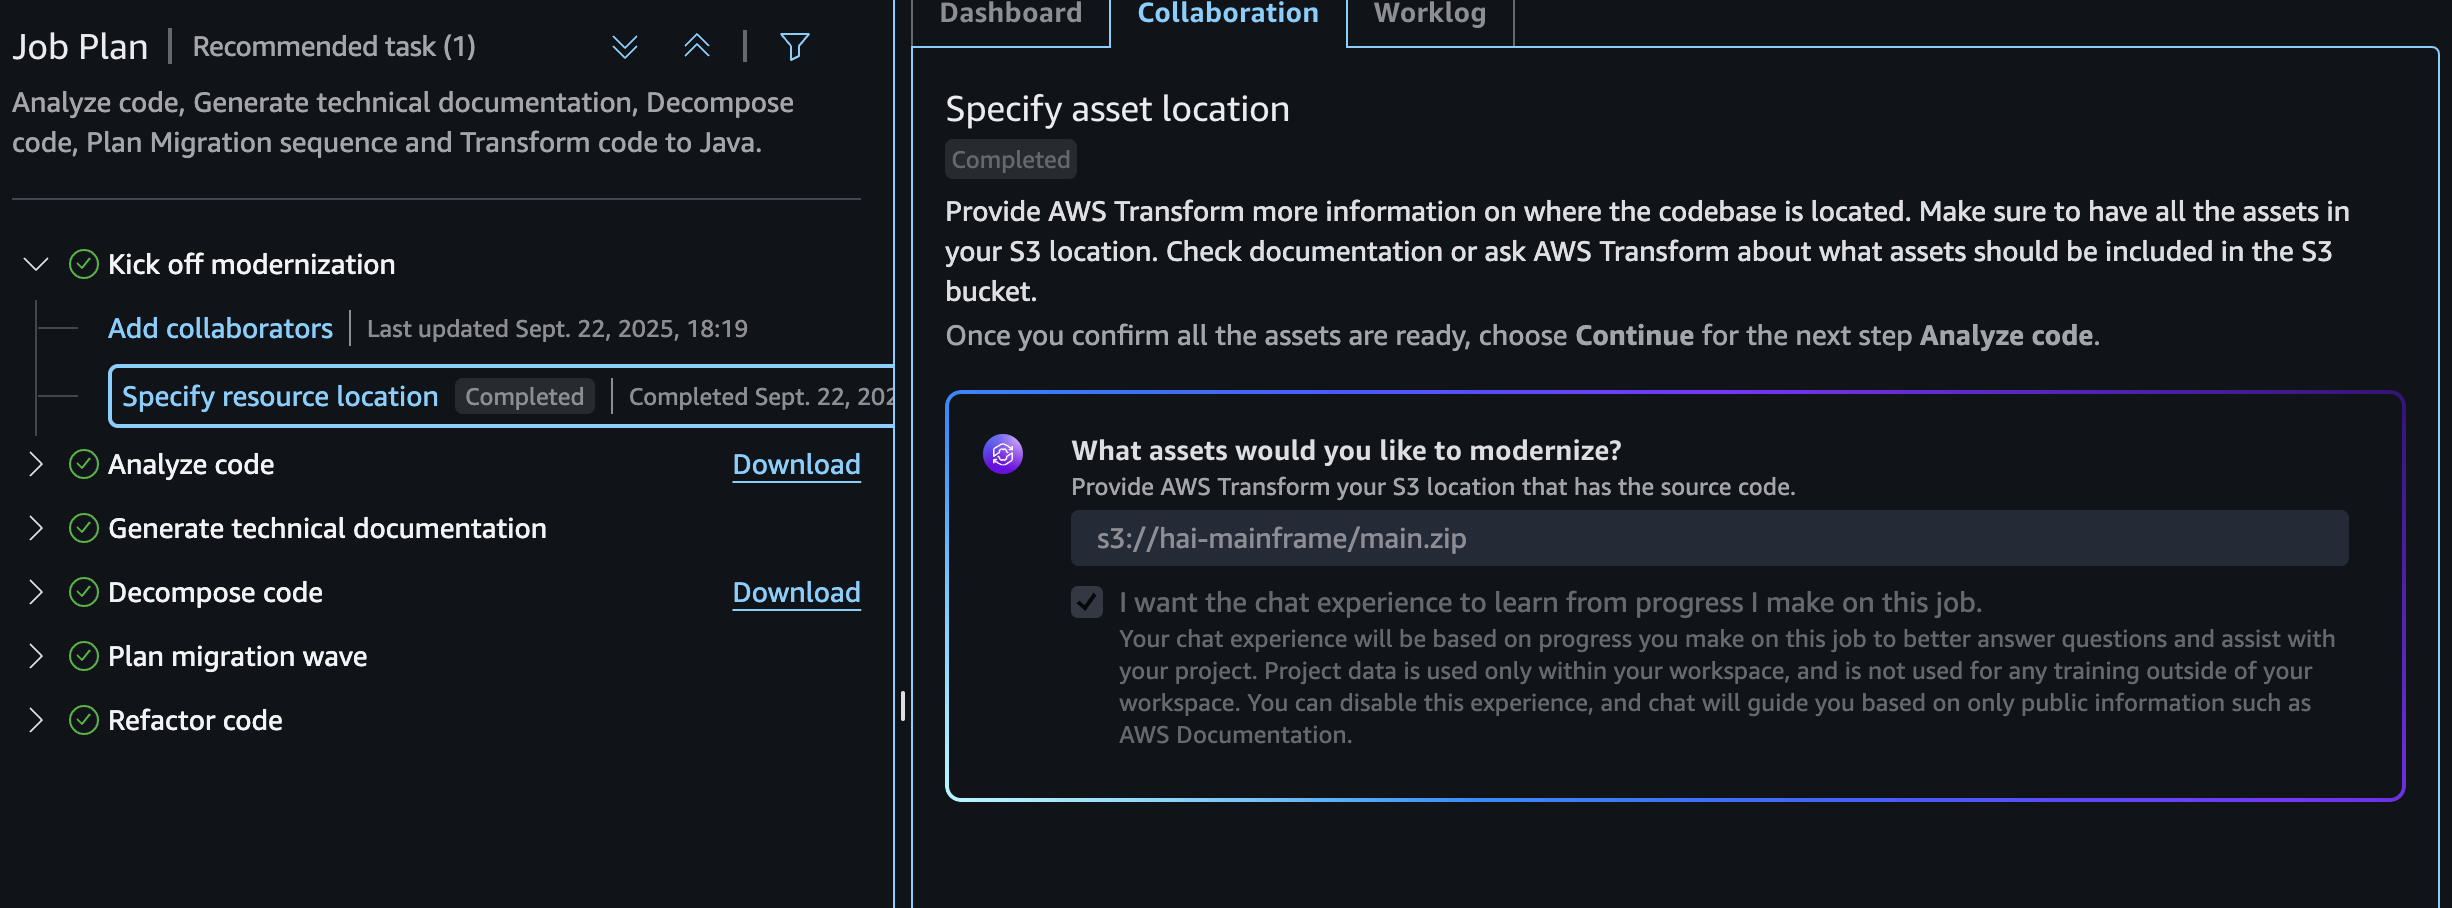 Job Plan | Recommended task (1)
Analyze code, Generate technical documentation, Decompose
code, Plan Migration sequence and Transform code to Java.
Kick off modernization
Add collaborators | Last updated Sept. 22, 2025, 18:19
Specify resource location Completed | Completed Sept. 22, 202
Analyze code Download
Generate technical documentation
Decompose code Download
Plan migration wave
Refactor code
Dashboard Collaboration Worklog
Specify asset location
Completed
Provide AWS Transform more information on where the codebase is located. Make sure to have all the assets in
your S3 location. Check documentation or ask AWS Transform about what assets should be included in the S3
bucket.
Once you confirm all the assets are ready, choose Continue for the next step Analyze code.
What assets would you like to modernize?
Provide AWS Transform your S3 location that has the source code.
s3://hai-mainframe/main.zip
I want the chat experience to learn from progress I make on this job.
Your chat experience will be based on progress you make on this job to better answer questions and assist with
your project. Project data is used only within your workspace, and is not used for any training outside of your
workspace. You can disable this experience, and chat will guide you based on only public information such as
AWS Documentation.